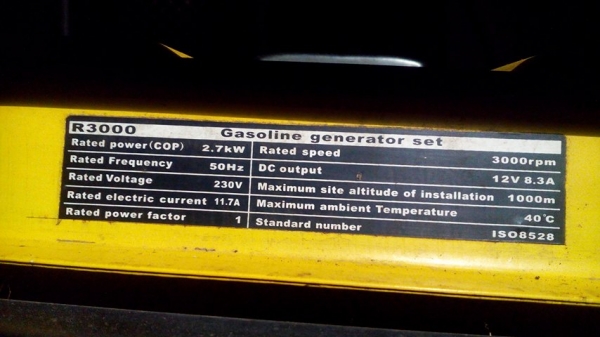 R3000 Gasoline generator set
Rated power(COP) 2.7kW
Rated Frequency 50Hz
Rated Voltage 230V
Rated electric current 11.7A
Rated power factor 1
Rated speed 3000rpm
DC output 12V 8.3A
Maximum site altitude of installation 1000m
Maximum ambient Temperature 40°C
Standard number ISO8528